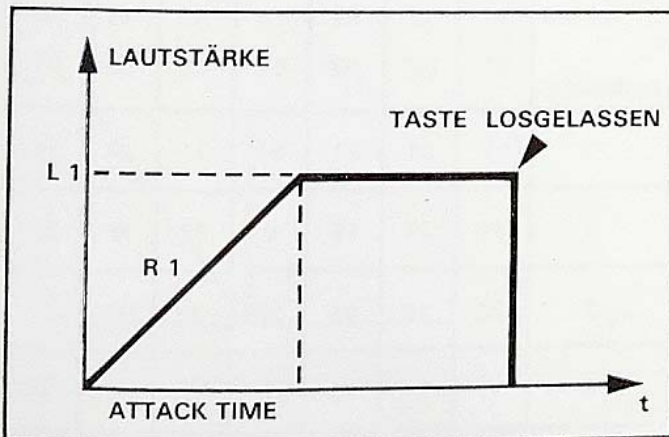 LAUTSTÄRKE
TASTE LOSGELASSEN
L 1
R 1
ATTACK TIME
t